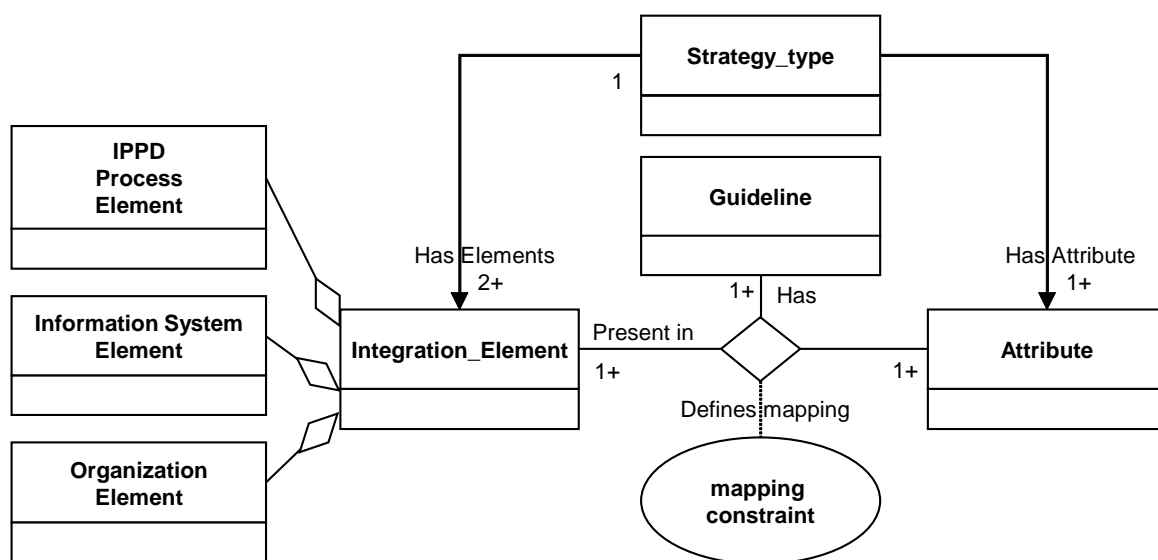 Strategy_type
1
IPPD
Process
Element
Guideline
Has Elements
2+
Has Attribute
1+
1+
Has
Information System
Element
Integration_Element
Present in
1+
Attribute
1+
Defines mapping
Organization
Element
mapping
constraint